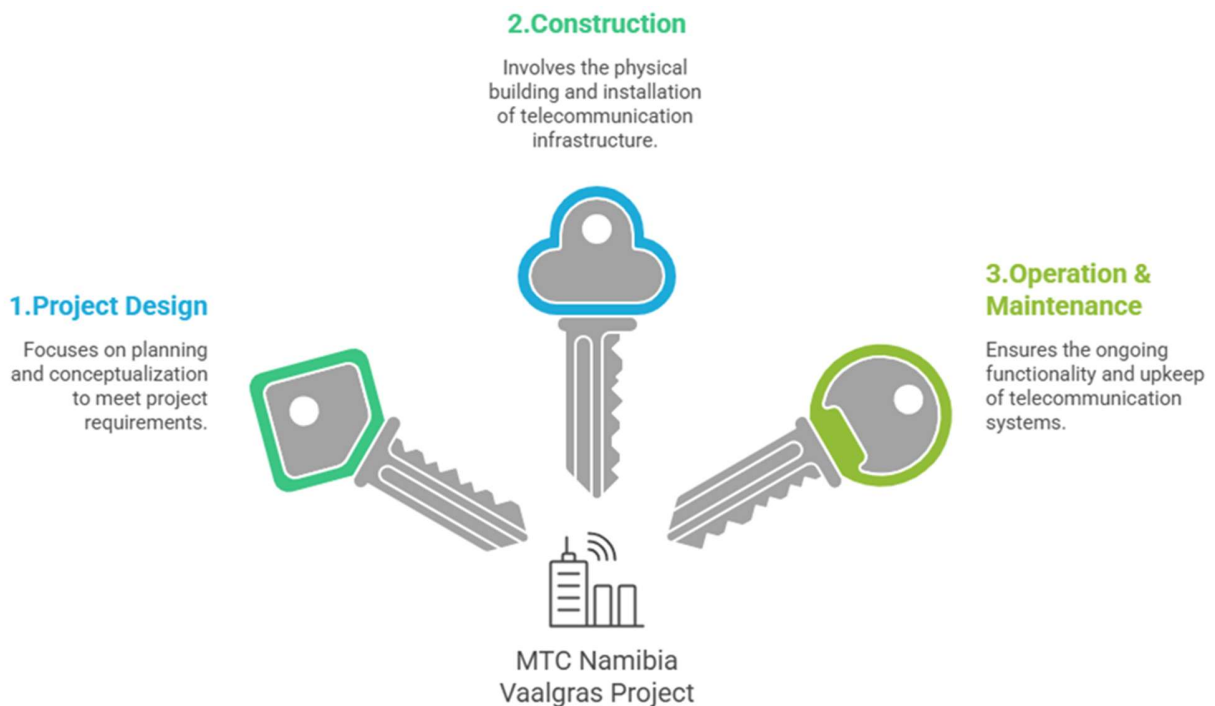 2.Construction
Involves the physical
building and installation
of telecommunication
infrastructure.
1.Project Design
Focuses on planning
and conceptualization
to meet project
requirements.
3.Operation &
Maintenance
Ensures the ongoing
functionality and upkeep
of telecommunication
systems.
MTC Namibia
Vaalgras Project